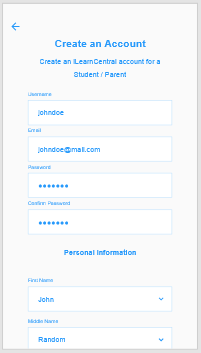 Create an Account
Create an iLearnCentral account for a
Student / Parent
Username
johndoe
Email
johndoe@mail.com
Password
•••••••
Confirm Password
•••••••
Personal Information
First Name
John
Middle Name
Random